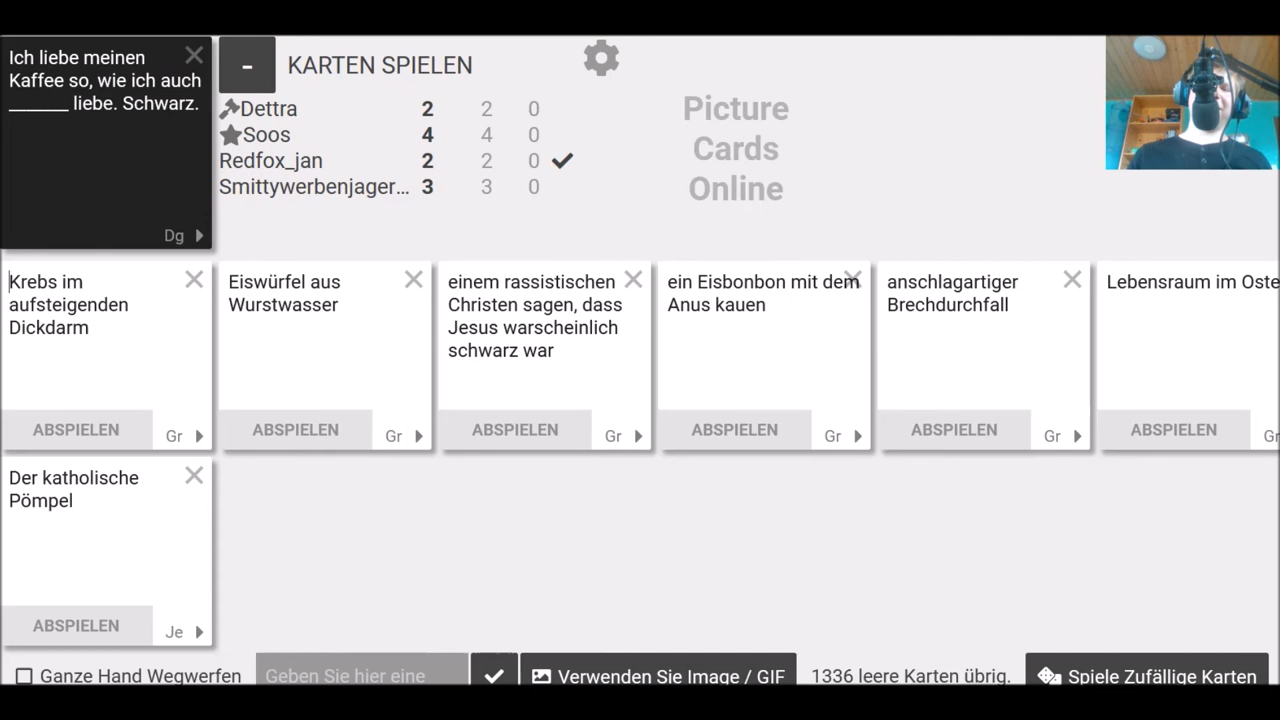 Ich liebe meinen
Kaffee so, wie ich auch
______ liebe. Schwarz.
Dg
-
KARTEN SPIELEN
Dettra 2 2 0
Soos 4 4 0
Redfox_jan 2 2 0
Smittywerbenjager... 3 3 0
Picture
Cards
Online
Krebs im
aufsteigenden
Dickdarm
ABSPIELEN
Gr
Eiswürfel aus
Wurstwasser
ABSPIELEN
Gr
einem rassistischen
Christen sagen, dass
Jesus warscheinlich
schwarz war
ABSPIELEN
Gr
ein Eisbonbon mit dem
Anus kauen
ABSPIELEN
Gr
anschlagartiger
Brechdurchfall
ABSPIELEN
Gr
Lebensraum im Oste
ABSPIELEN
Gr
Der katholische
Pömpel
ABSPIELEN
Je
Ganze Hand Wegwerfen
Geben Sie hier eine
Verwenden Sie Image / GIF
1336 leere Karten übrig.
Spiele Zufällige Karten